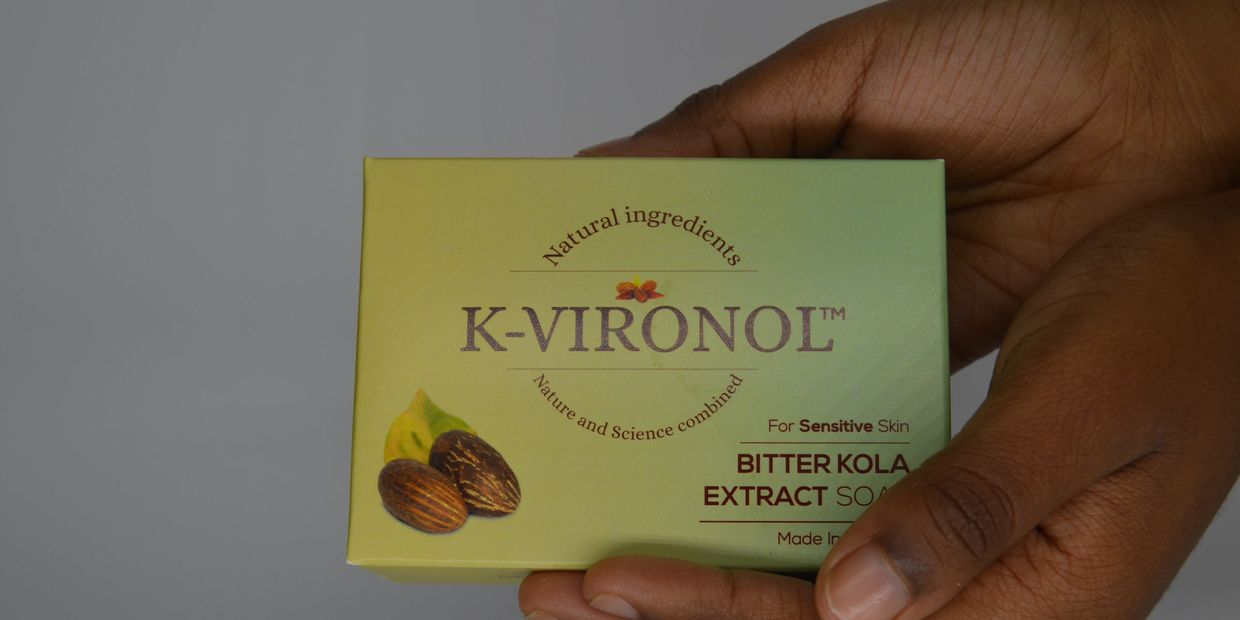 Natural ingredients
K-VIRONOL™
Nature and Science combined
For Sensitive Skin
BITTER KOLA
EXTRACT
Made